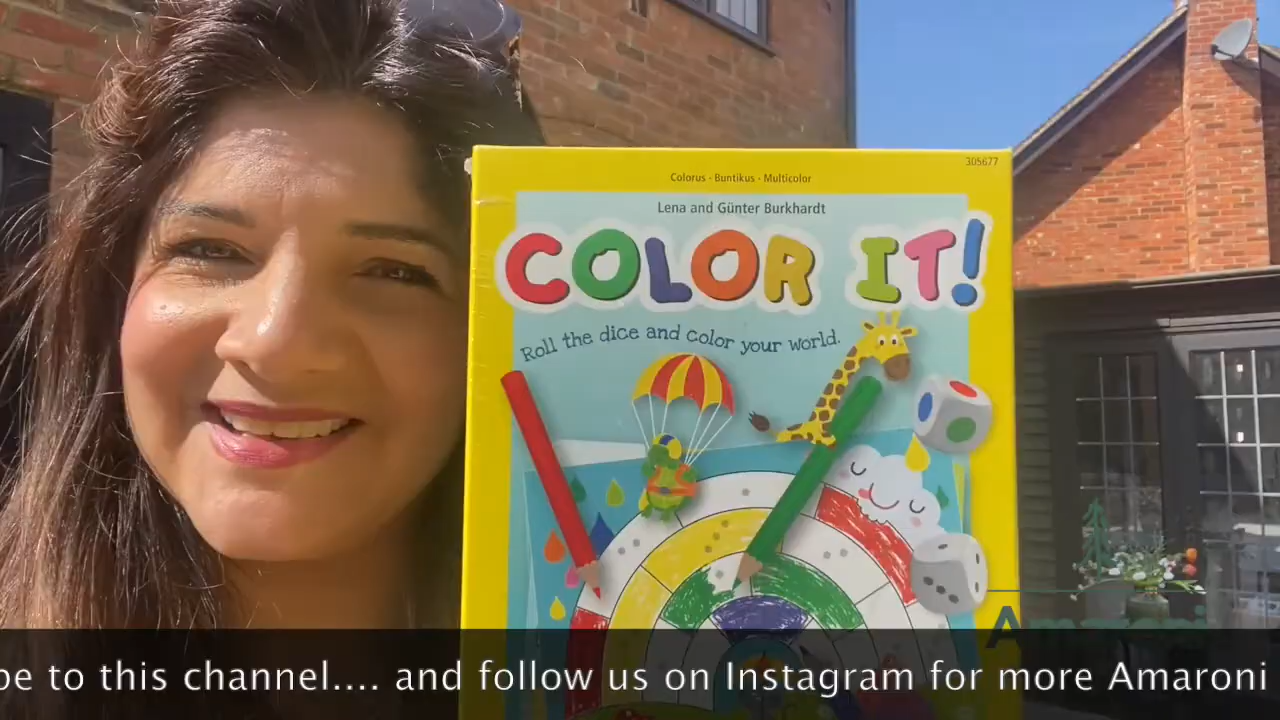 305677
Colorus · Buntikus · Multicolor
Lena and Günter Burkhardt
COLOR IT!
Roll the dice and color your world.
Amaroni
be to this channel.... and follow us on Instagram for more Amaroni